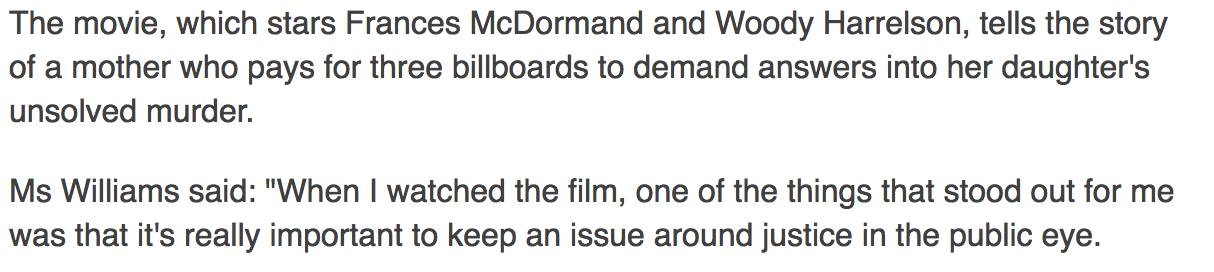 The movie, which stars Frances McDormand and Woody Harrelson, tells the story
of a mother who pays for three billboards to demand answers into her daughter's
unsolved murder.
Ms Williams said: "When I watched the film, one of the things that stood out for me
was that it's really important to keep an issue around justice in the public eye.